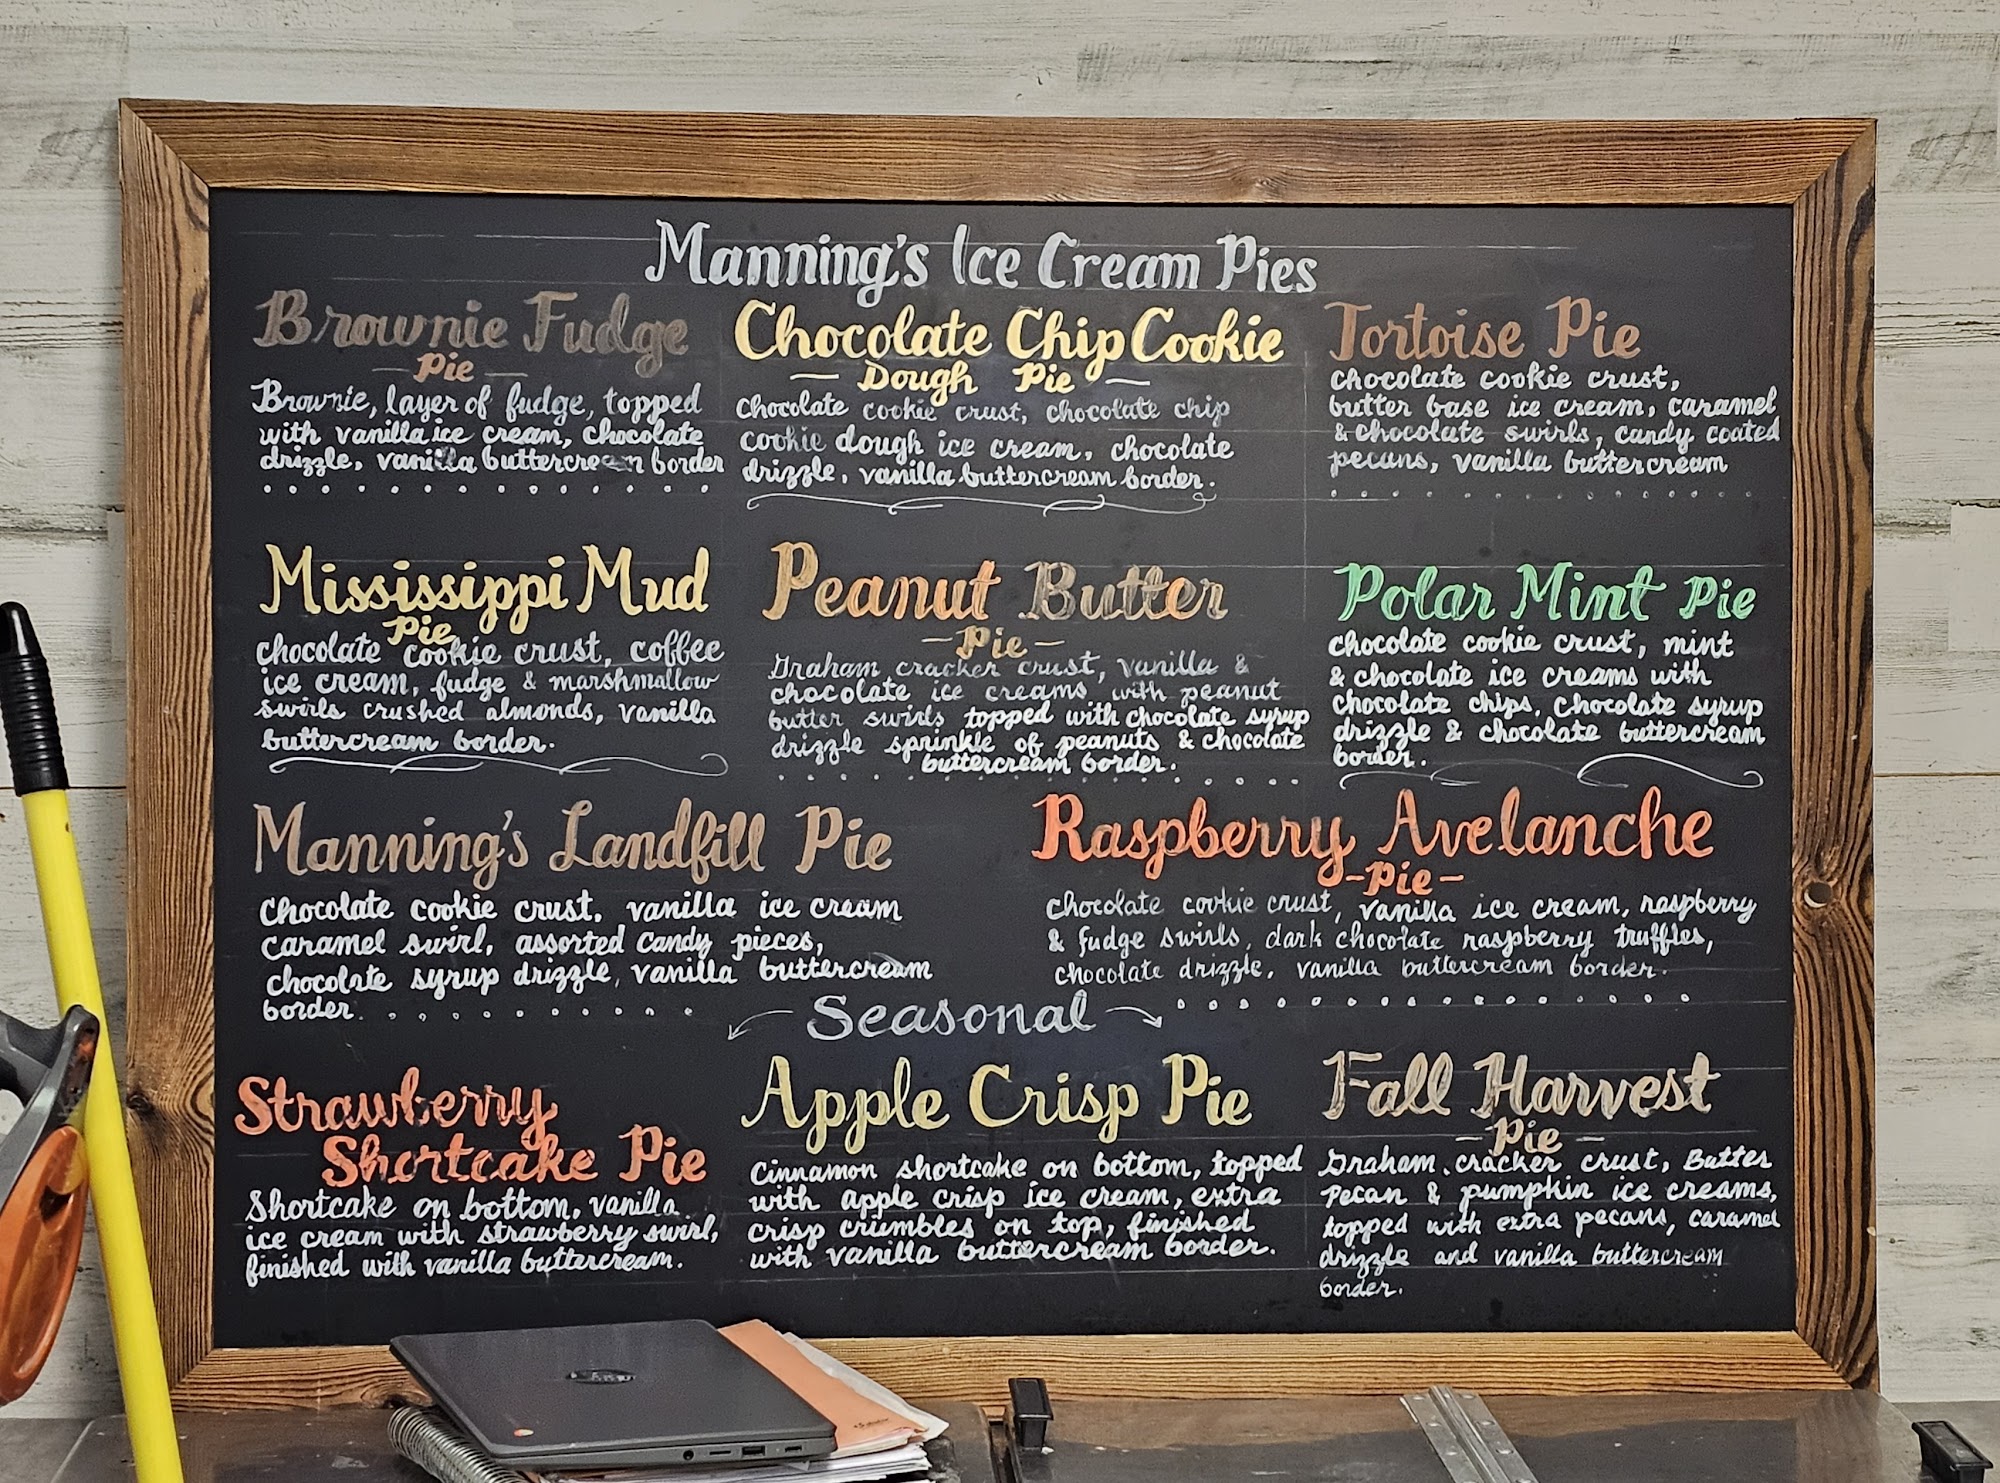 Manning's Ice Cream Pies
Brownie Fudge
- Pie -
Brownie, layer of fudge, topped
with vanilla ice cream, chocolate
drizzle, vanilla buttercream border
Chocolate Chip Cookie
- Dough Pie -
Chocolate cookie crust, chocolate chip
cookie dough ice cream, chocolate
drizzle, vanilla buttercream border.
Tortoise Pie
chocolate cookie crust,
butter base ice cream, caramel
& chocolate swirls, candy coated
pecans, vanilla buttercream
Mississippi Mud
Pie
chocolate cookie crust, coffee
ice cream, fudge & marshmallow
swirls crushed almonds, vanilla
buttercream border.
Peanut Butter
- Pie -
Graham cracker crust, vanilla &
chocolate ice creams with peanut
butter swirls topped with chocolate syrup
drizzle sprinkle of peanuts & chocolate
buttercream border.
Polar Mint Pie
chocolate cookie crust, mint
& chocolate ice creams with
chocolate chips, chocolate syrup
drizzle & chocolate buttercream
border.
Manning's Landfill Pie
Chocolate cookie crust, vanilla ice cream
caramel swirl, assorted candy pieces,
chocolate syrup drizzle, vanilla buttercream
border.
Raspberry Avelanche
- Pie -
chocolate cookie crust, vanilla ice cream, raspberry
& fudge swirls, dark chocolate raspberry truffles,
chocolate drizzle, vanilla buttercream border.
Seasonal
Strawberry
Shortcake Pie
Shortcake on bottom, vanilla
ice cream with strawberry swirl,
finished with vanilla buttercream.
Apple Crisp Pie
Cinnamon shortcake on bottom, topped
with apple crisp ice cream, extra
crisp crumbles on top, finished
with vanilla buttercream border.
Fall Harvest
- Pie -
Graham cracker crust, Butter
Pecan & pumpkin ice creams,
topped with extra pecans, caramel
drizzle and vanilla buttercream
border.